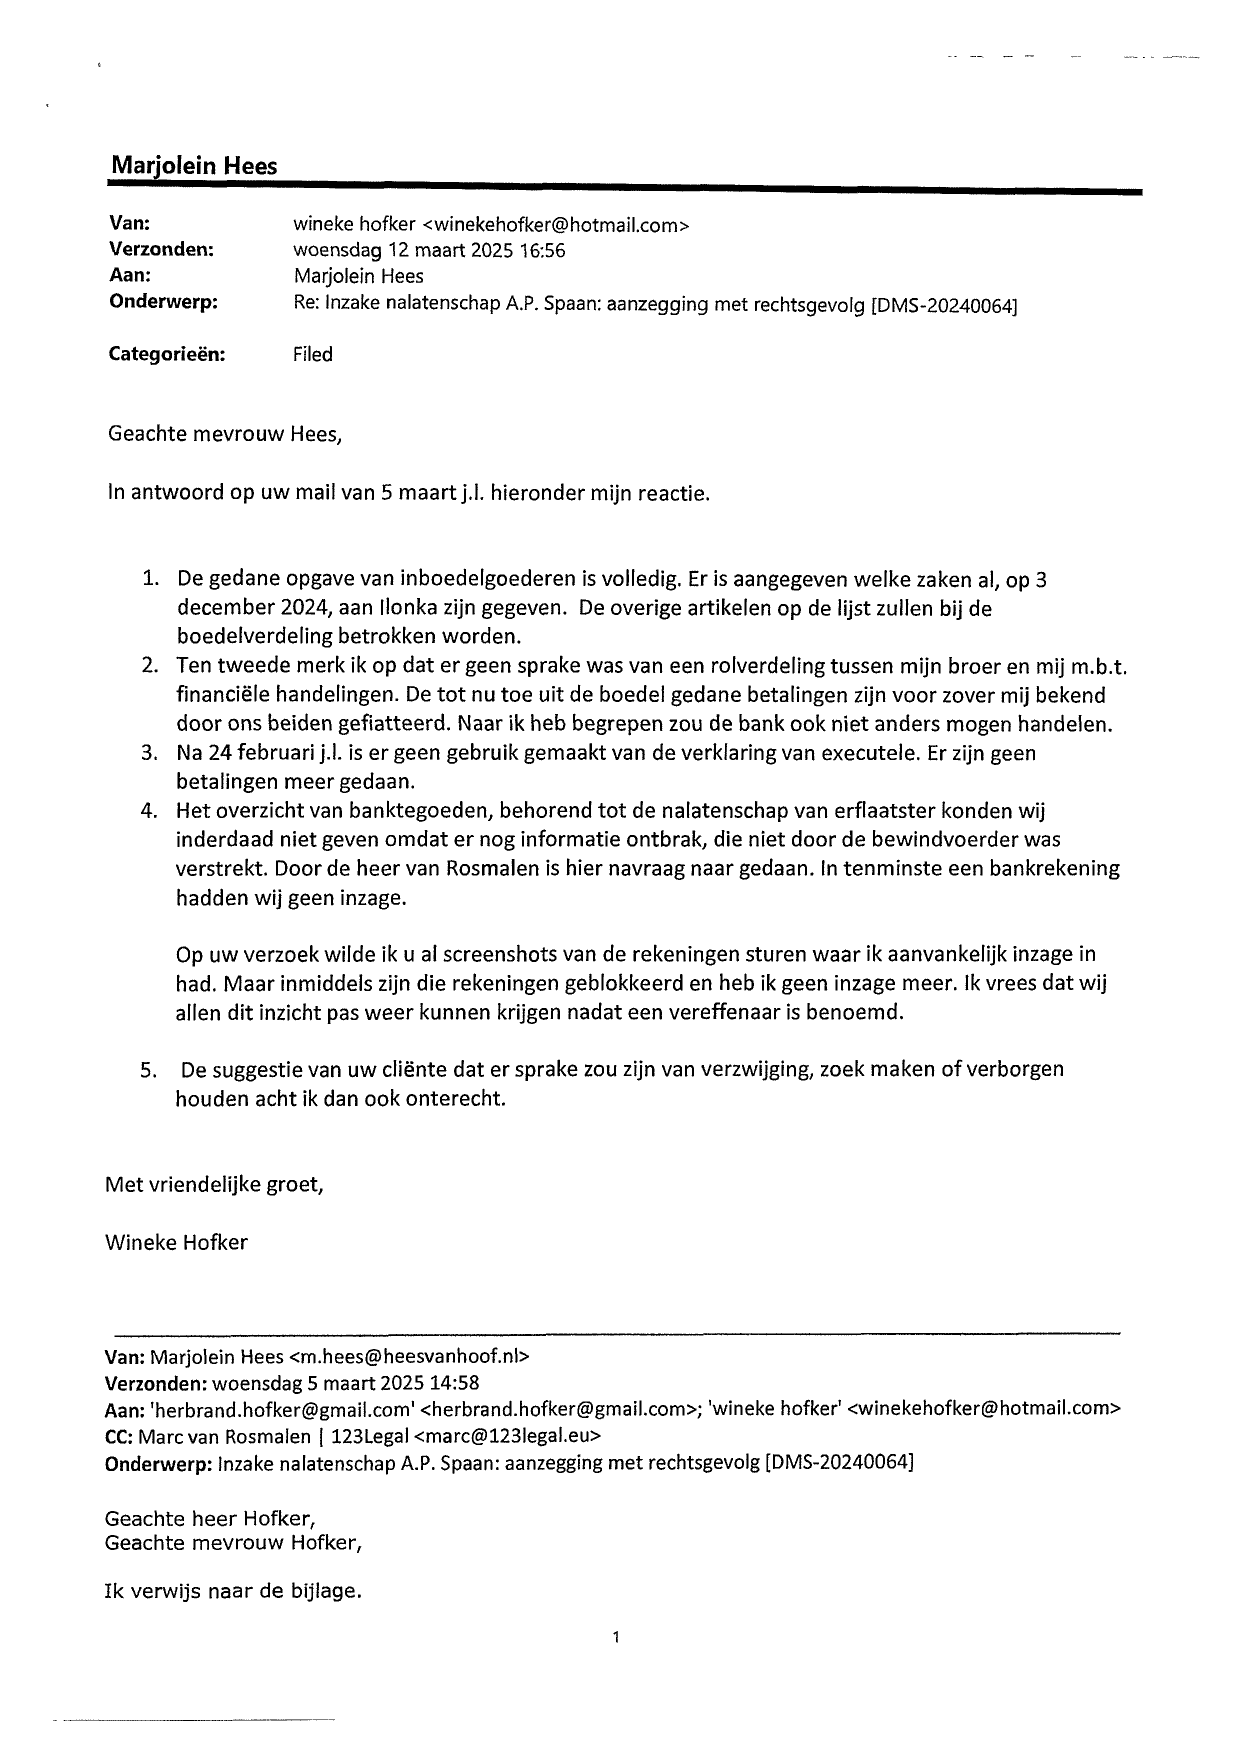 Marjolein Hees
Van: wineke hofker <winekehofker@hotmail.com>
Verzonden: woensdag 12 maart 2025 16:56
Aan: Marjolein Hees
Onderwerp: Re: Inzake nalatenschap A.P. Spaan: aanzegging met rechtsgevolg [DMS-20240064]
Categorieën: Filed
Geachte mevrouw Hees,
In antwoord op uw mail van 5 maart j.l. hieronder mijn reactie.
1. De gedane opgave van inboedelgoederen is volledig. Er is aangegeven welke zaken al, op 3
december 2024, aan Ilonka zijn gegeven. De overige artikelen op de lijst zullen bij de
boedelverdeling betrokken worden.
2. Ten tweede merk ik op dat er geen sprake was van een rolverdeling tussen mijn broer en mij m.b.t.
financiële handelingen. De tot nu toe uit de boedel gedane betalingen zijn voor zover mij bekend
door ons beiden gefiatteerd. Naar ik heb begrepen zou de bank ook niet anders mogen handelen.
3. Na 24 februari j.l. is er geen gebruik gemaakt van de verklaring van executele. Er zijn geen
betalingen meer gedaan.
4. Het overzicht van banktegoeden, behorend tot de nalatenschap van erflaatster konden wij
inderdaad niet geven omdat er nog informatie ontbrak, die niet door de bewindvoerder was
verstrekt. Door de heer van Rosmalen is hier navraag naar gedaan. In tenminste een bankrekening
hadden wij geen inzage.
Op uw verzoek wilde ik u al screenshots van de rekeningen sturen waar ik aanvankelijk inzage in
had. Maar inmiddels zijn die rekeningen geblokkeerd en heb ik geen inzage meer. Ik vrees dat wij
allen dit inzicht pas weer kunnen krijgen nadat een vereffenaar is benoemd.
5. De suggestie van uw cliënte dat er sprake zou zijn van verzwijging, zoek maken of verborgen
houden acht ik dan ook onterecht.
Met vriendelijke groet,
Wineke Hofker
Van: Marjolein Hees <m.hees@heesvanhoof.nl>
Verzonden: woensdag 5 maart 2025 14:58
Aan: 'herbrand.hofker@gmail.com' <herbrand.hofker@gmail.com>; 'wineke hofker' <winekehofker@hotmail.com>
CC: Marc van Rosmalen | 123Legal <marc@123legal.eu>
Onderwerp: Inzake nalatenschap A.P. Spaan: aanzegging met rechtsgevolg [DMS-20240064]
Geachte heer Hofker,
Geachte mevrouw Hofker,
Ik verwijs naar de bijlage.
1